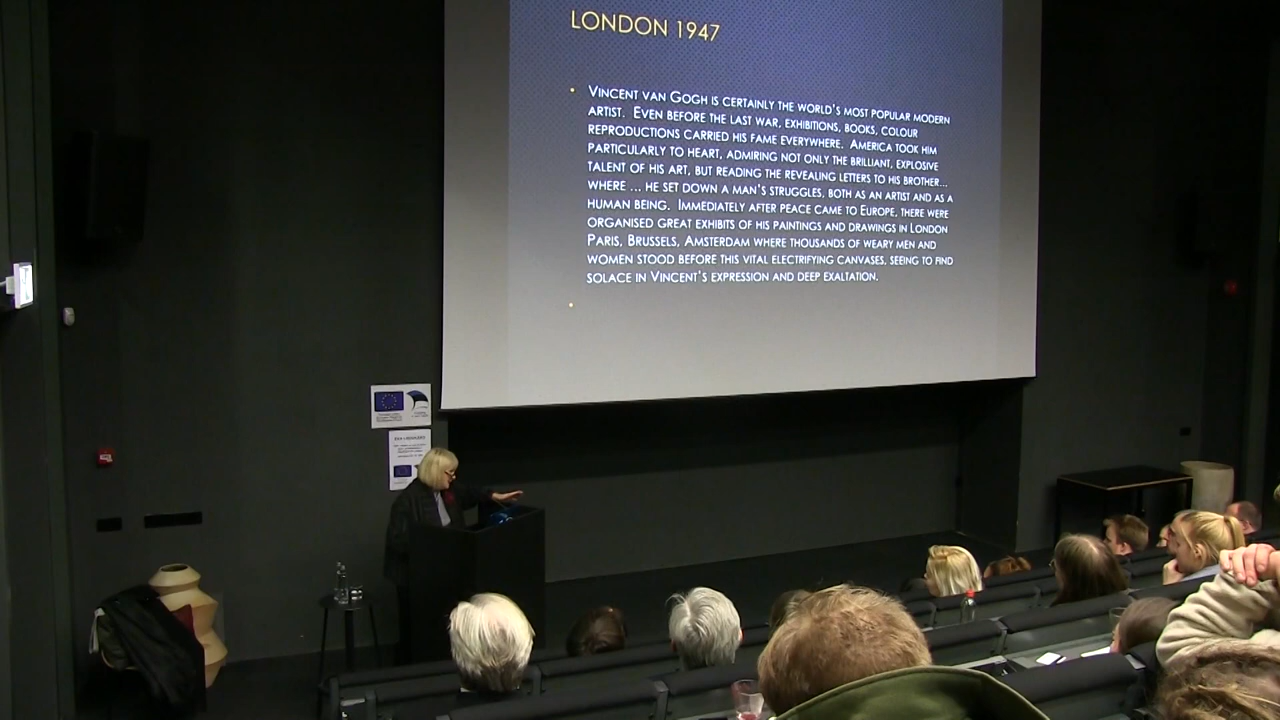 LONDON 1947
• VINCENT VAN GOGH IS CERTAINLY THE WORLD'S MOST POPULAR MODERN
ARTIST. EVEN BEFORE THE LAST WAR, EXHIBITIONS, BOOKS, COLOUR
REPRODUCTIONS CARRIED HIS FAME EVERYWHERE. AMERICA TOOK HIM
PARTICULARLY TO HEART, ADMIRING NOT ONLY THE BRILLIANT, EXPLOSIVE
TALENT OF HIS ART, BUT READING THE REVEALING LETTERS TO HIS BROTHER...
WHERE ... HE SET DOWN A MAN'S STRUGGLES, BOTH AS AN ARTIST AND AS A
HUMAN BEING. IMMEDIATELY AFTER PEACE CAME TO EUROPE, THERE WERE
ORGANISED GREAT EXHIBITS OF HIS PAINTINGS AND DRAWINGS IN LONDON
PARIS, BRUSSELS, AMSTERDAM WHERE THOUSANDS OF WEARY MEN AND
WOMEN STOOD BEFORE THIS VITAL ELECTRIFYING CANVASES, SEEING TO FIND
SOLACE IN VINCENT'S EXPRESSION AND DEEP EXALTATION.
•